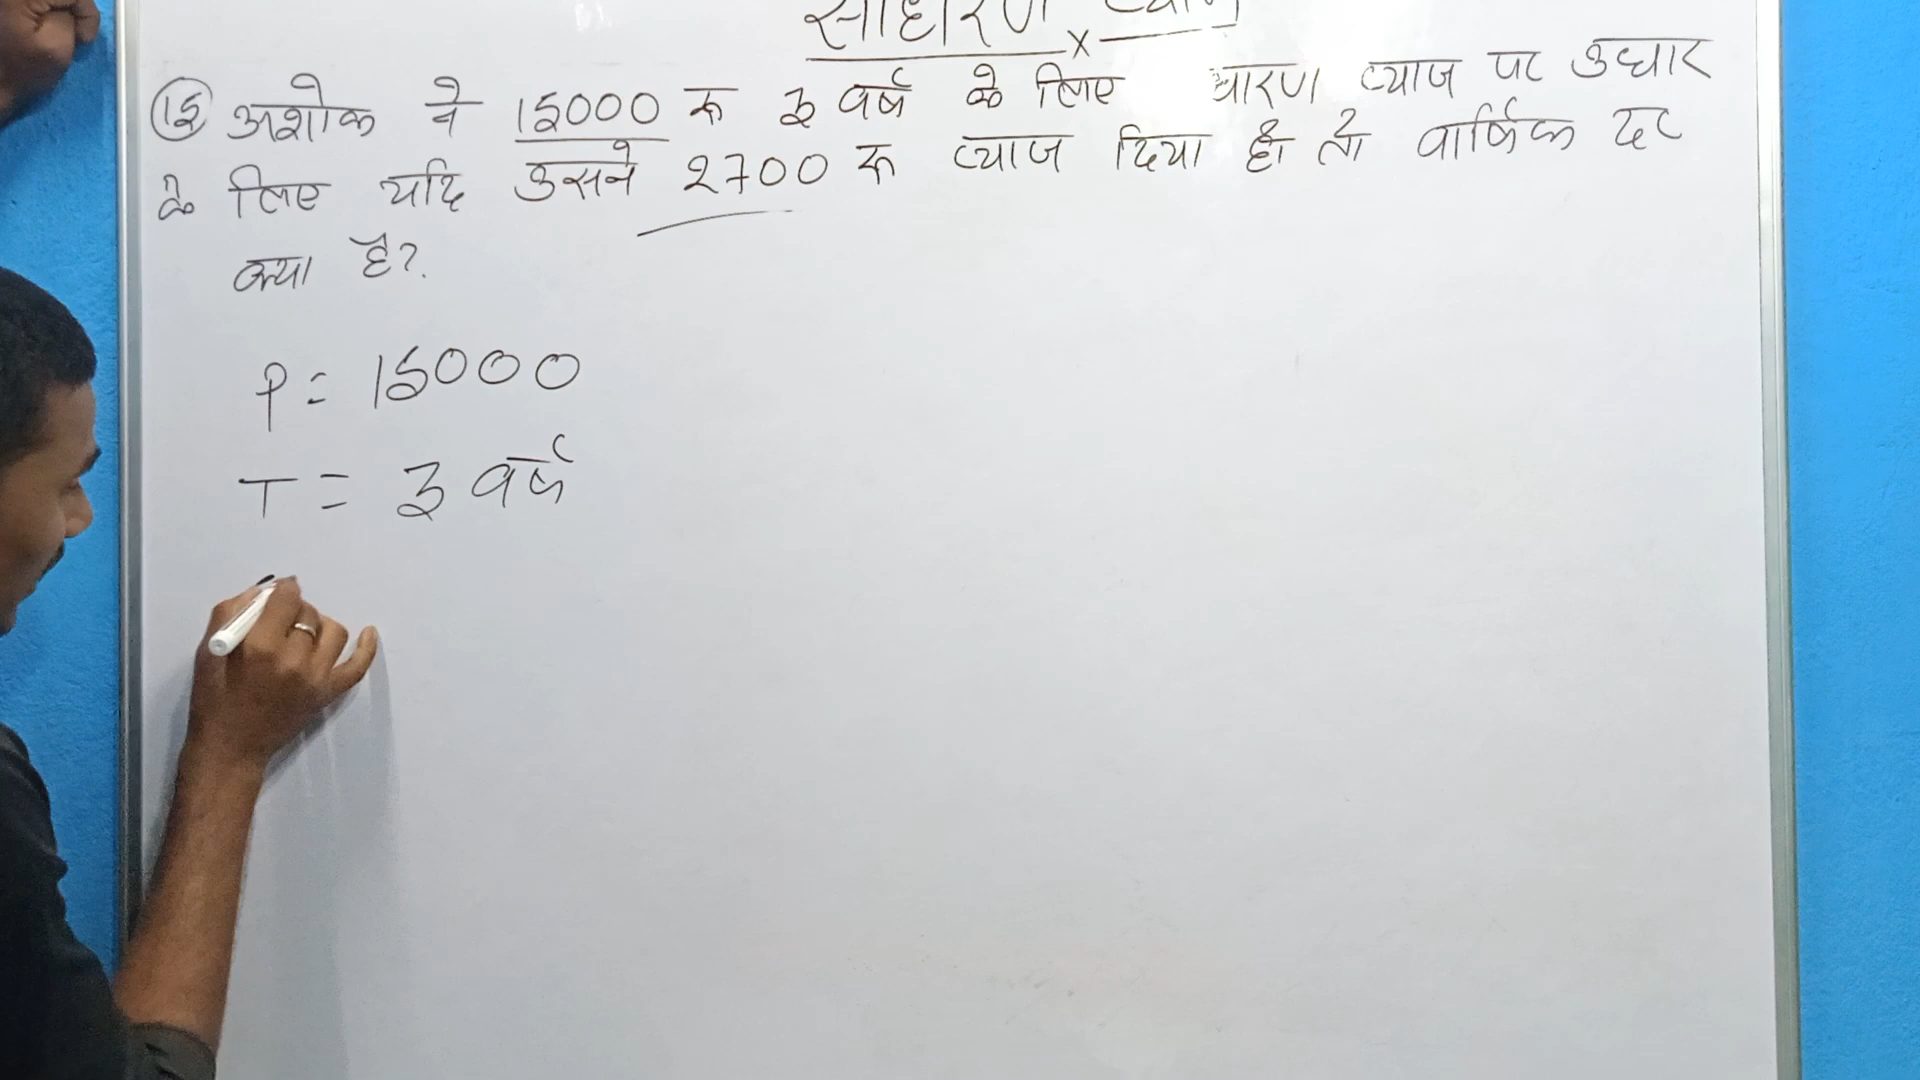 साधारण ब्याज
(15) अशोक ने 15000 रू 3 वर्ष के लिए धारण ब्याज पर उधार
के लिए यदि उसने 2700 रू ब्याज दिया हो तो वार्षिक दर
क्या है?
P = 15000
T = 3 वर्ष